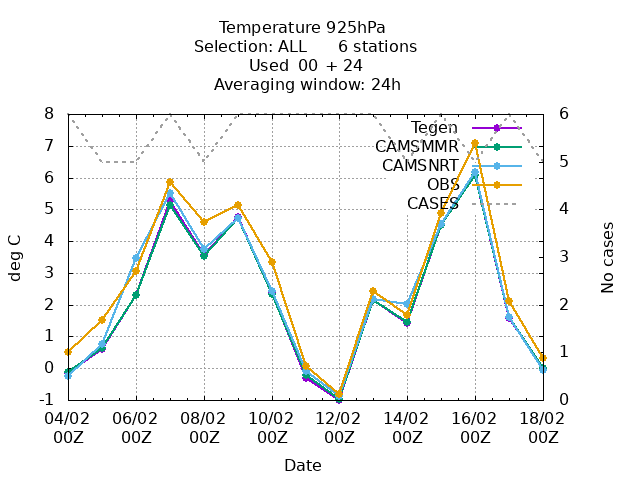 Temperature 925hPa
Selection: ALL 6 stations
Used 00 + 24
Averaging window: 24h
8
7
6
5
4
3
2
1
0
-1
deg C
6
5
4
3
2
1
0
No cases
Tegen
CAMSMMR
CAMSNRT
OBS
CASES
04/02 06/02 08/02 10/02 12/02 14/02 16/02 18/02
00Z 00Z 00Z 00Z 00Z 00Z 00Z 00Z
Date